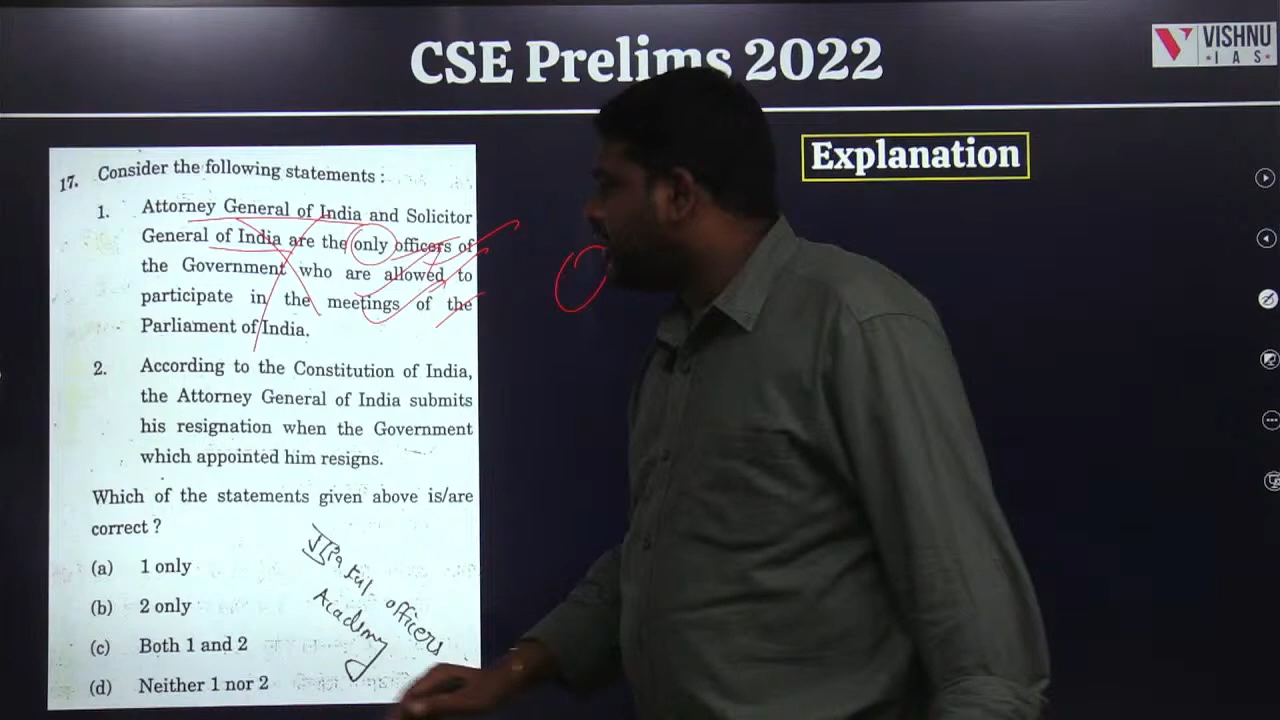 CSE Prelims 2022
VISHNU
IAS
Explanation
17. Consider the following statements :
1. Attorney General of India and Solicitor
General of India are the only officers of
the Government who are allowed to
participate in the meetings of the
Parliament of India.
2. According to the Constitution of India,
the Attorney General of India submits
his resignation when the Government
which appointed him resigns.
Which of the statements given above is/are
correct ?
(a) 1 only
(b) 2 only
(c) Both 1 and 2
(d) Neither 1 nor 2
officers
Academy